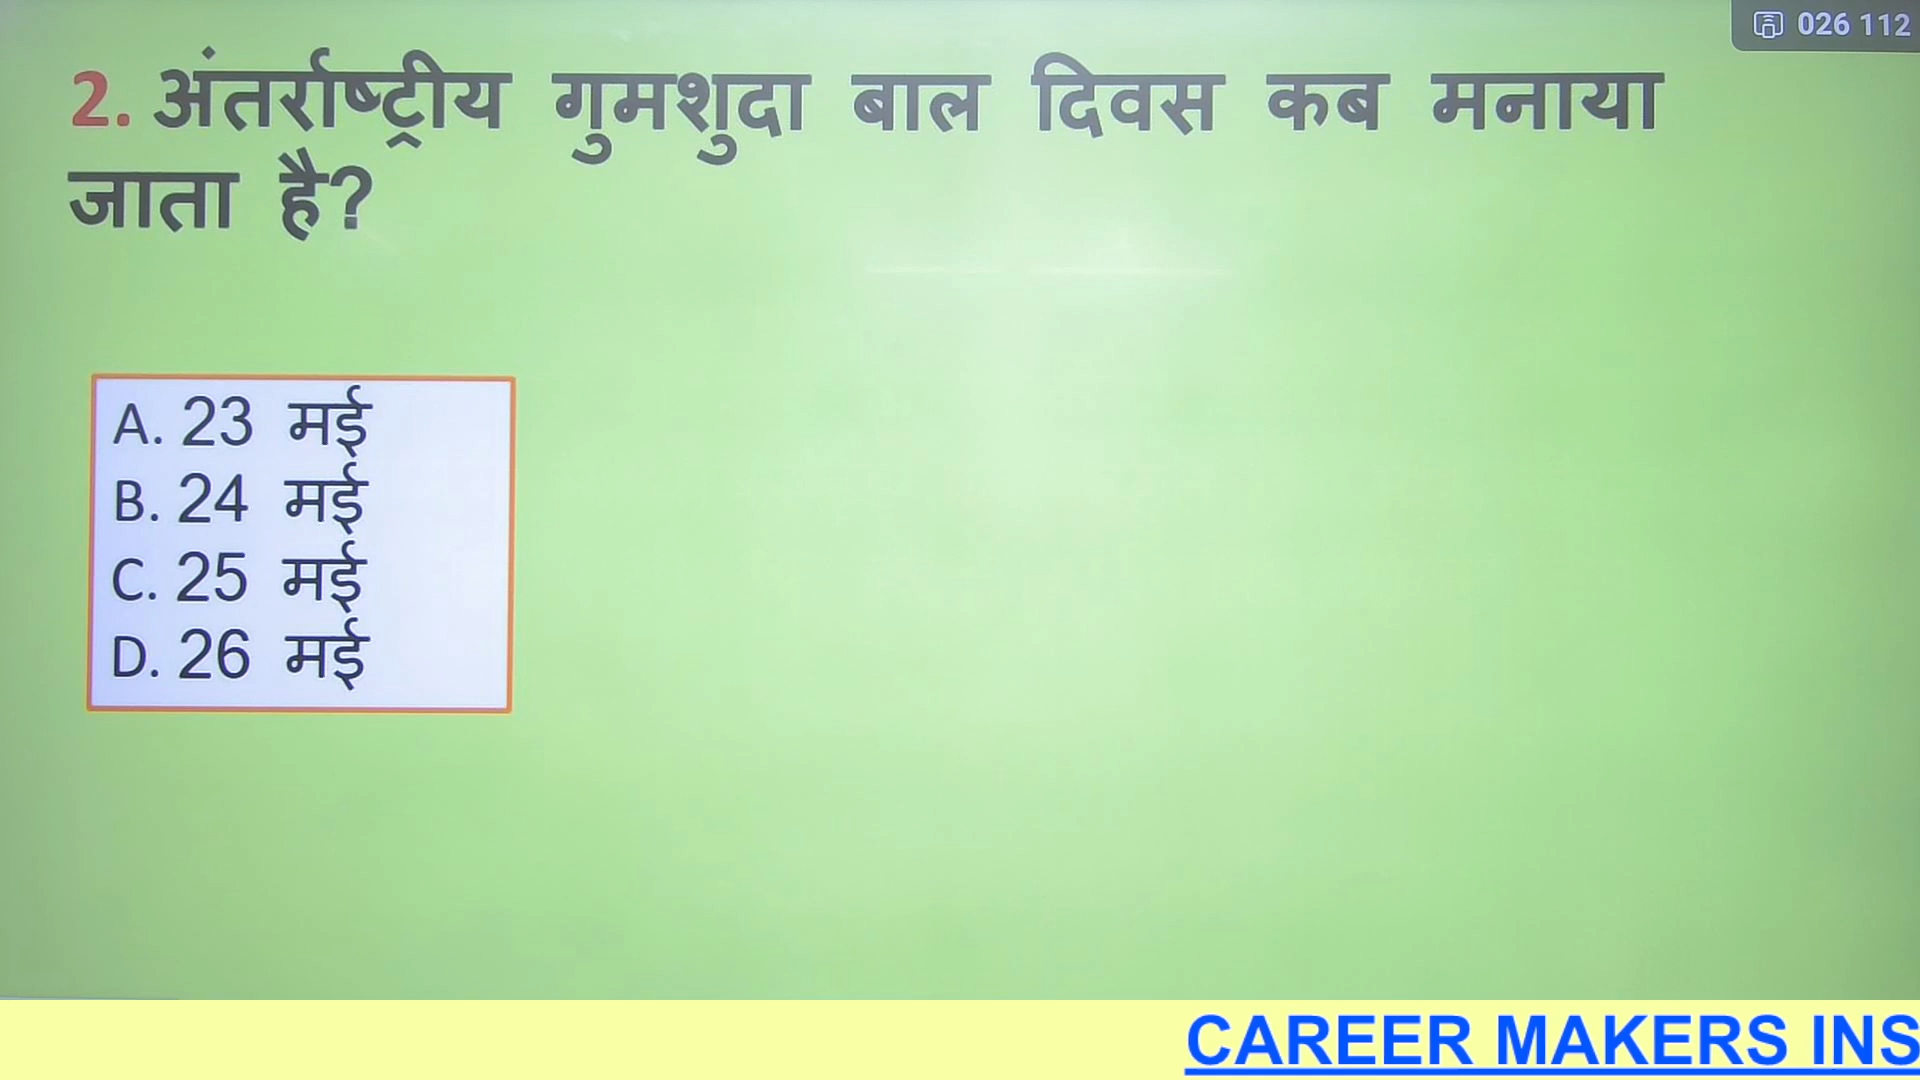 026 112
2. अंतर्राष्ट्रीय गुमशुदा बाल दिवस कब मनाया
जाता है?
A. 23 मई
B. 24 मई
C. 25 मई
D. 26 मई
CAREER MAKERS INS